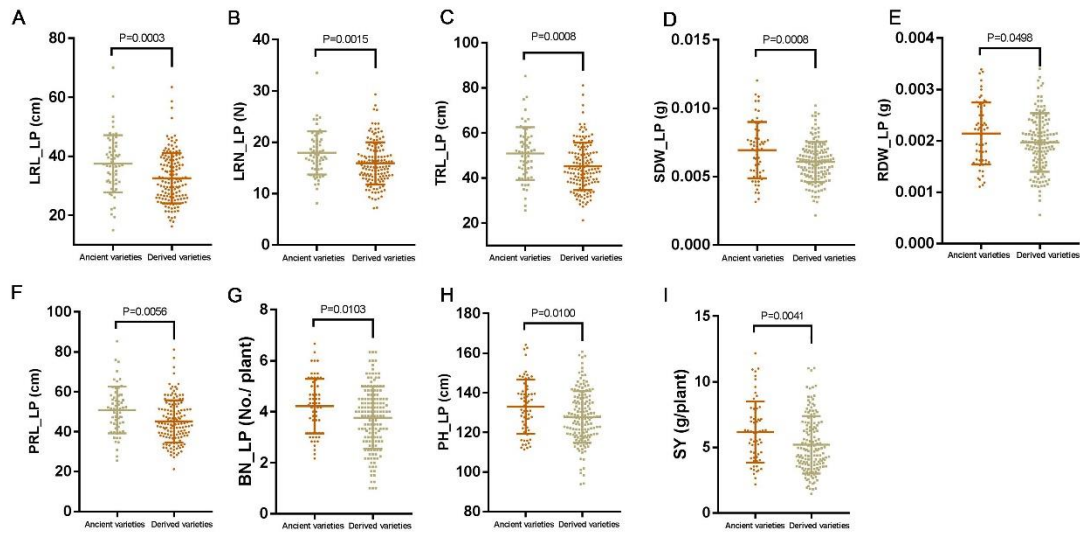 A
P=0.0003
LRL_LP (cm)
80
60
40
20
Ancient varieties Derived varieties
B
P=0.0015
LRN_LP (N)
40
30
20
10
0
Ancient varieties Derived varieties
C
P=0.0008
TRL_LP (cm)
100
80
60
40
20
Ancient varieties Derived varieties
D
P=0.0008
SDW_LP (g)
0.015
0.010
0.005
0.000
Ancient varieties Derived varieties
E
P=0.0498
RDW_LP (g)
0.004
0.003
0.002
0.001
0.000
Ancient varieties Derived varieties
F
P=0.0056
PRL_LP (cm)
100
80
60
40
20
0
Ancient varieties Derived varieties
G
P=0.0103
BN_LP (No./ plant)
8
6
4
2
0
Ancient varieties Derived varieties
H
P=0.0100
PH_LP (cm)
180
160
140
120
100
80
Ancient varieties Derived varieties
I
P=0.0041
SY (g/plant)
15
10
5
0
Ancient varieties Derived varieties